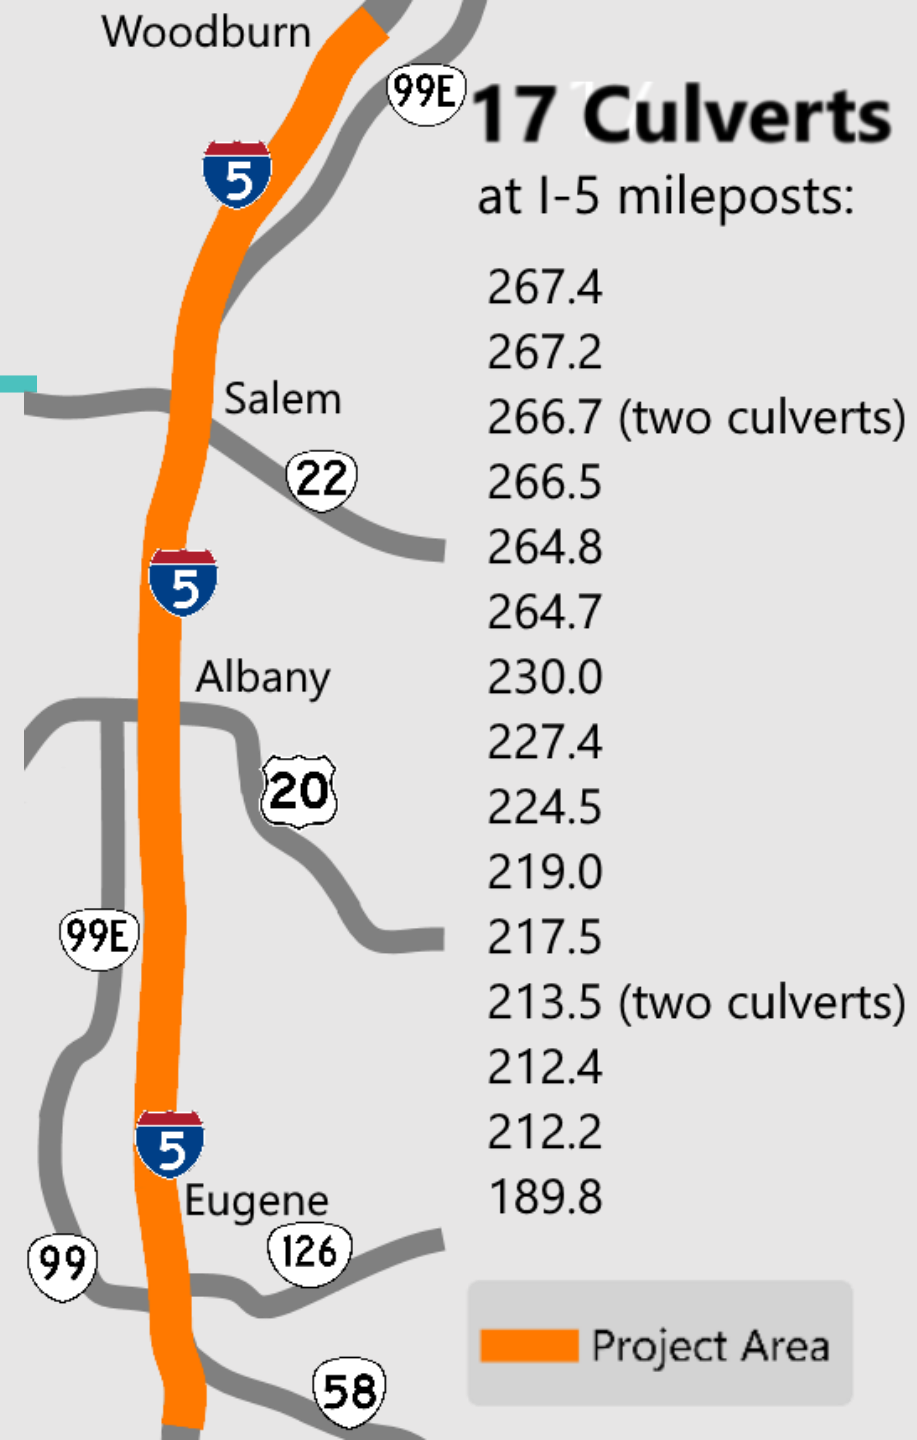 Woodburn
99E
17 Culverts
5
at I-5 mileposts:
267.4
267.2
Salem
266.7 (two culverts)
22
266.5
264.8
5
264.7
Albany
230.0
227.4
20
224.5
219.0
99E
217.5
213.5 (two culverts)
212.4
5
212.2
Eugene
189.8
126
99
Project Area
58